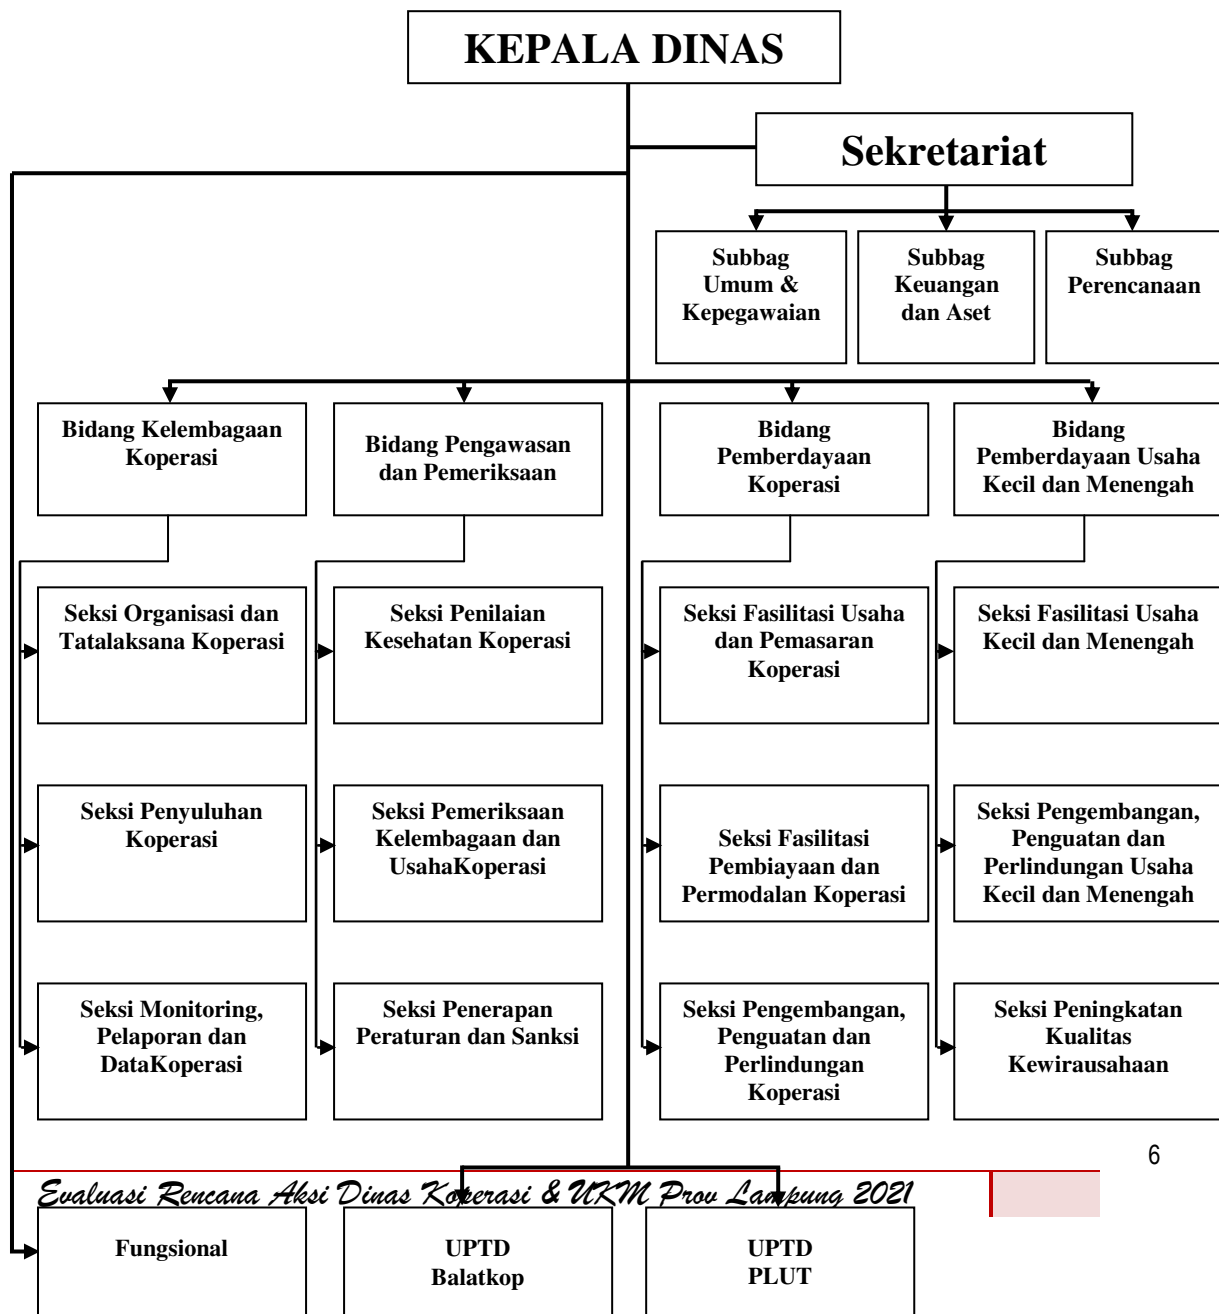 KEPALA DINAS
Sekretariat
Subbag
Umum &
Kepegawaian
Subbag
Keuangan
dan Aset
Subbag
Perencanaan
Bidang Kelembagaan
Koperasi
Bidang Pengawasan
dan Pemeriksaan
Bidang
Pemberdayaan
Koperasi
Bidang
Pemberdayaan Usaha
Kecil dan Menengah
Seksi Organisasi dan
Tatalaksana Koperasi
Seksi Penilaian
Kesehatan Koperasi
Seksi Fasilitasi Usaha
dan Pemasaran
Koperasi
Seksi Fasilitasi Usaha
Kecil dan Menengah
Seksi Penyuluhan
Koperasi
Seksi Pemeriksaan
Kelembagaan dan
UsahaKoperasi
Seksi Fasilitasi
Pembiayaan dan
Permodalan Koperasi
Seksi Pengembangan,
Penguatan dan
Perlindungan Usaha
Kecil dan Menengah
Seksi Monitoring,
Pelaporan dan
DataKoperasi
Seksi Penerapan
Peraturan dan Sanksi
Seksi Pengembangan,
Penguatan dan
Perlindungan
Koperasi
Seksi Peningkatan
Kualitas
Kewirausahaan
6
Evaluasi Rencana Aksi Dinas Koperasi & UKM Prov Lampung 2021
Fungsional
UPTD
Balatkop
UPTD
PLUT